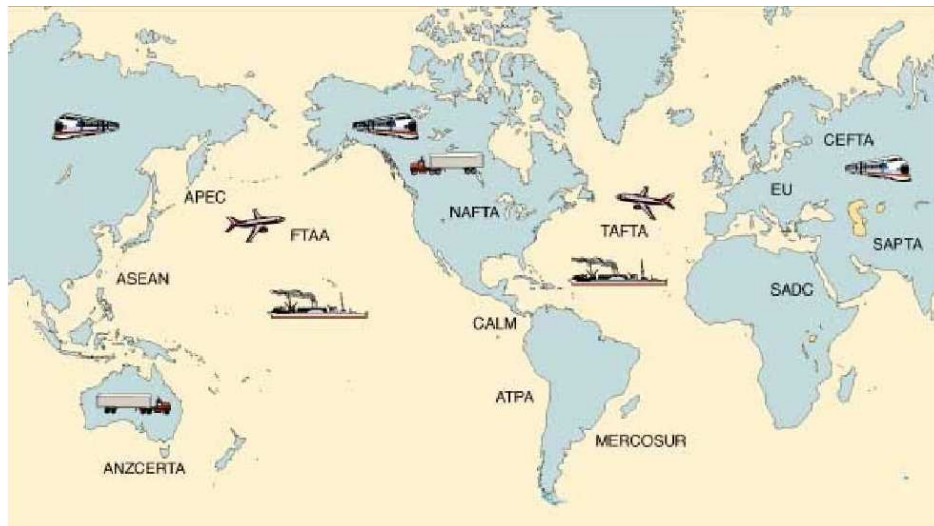 CEFTA
EU
APEC
NAFTA
FTAA
TAFTA
SAPTA
ASEAN
SADC
CALM
ATPA
MERCOSUR
ANZCERTA